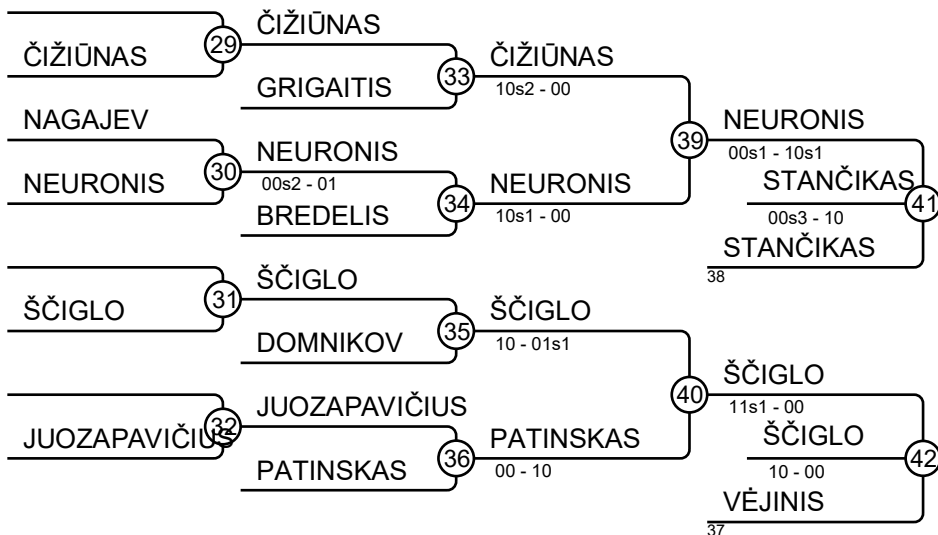 ČIŽIŪNAS
29
ČIŽIŪNAS
GRIGAITIS
33
ČIŽIŪNAS
10s2 - 00
NAGAJEV
NEURONIS
30
NEURONIS
00s2 - 01
BREDELIS
34
NEURONIS
10s1 - 00
39
NEURONIS
00s1 - 10s1
STANČIKAS
00s3 - 10
41
STANČIKAS
38
ŠČIGLO
31
ŠČIGLO
DOMNIKOV
35
ŠČIGLO
10 - 01s1
JUOZAPAVIČIUS
32
JUOZAPAVIČIUS
PATINSKAS
36
PATINSKAS
00 - 10
40
ŠČIGLO
11s1 - 00
ŠČIGLO
10 - 00
42
VĖJINIS
37